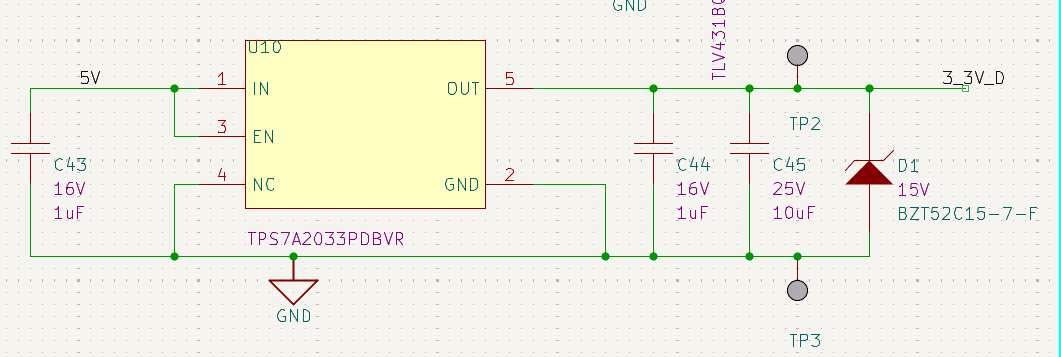 GND
TLV431BQ
U10
5V
1
IN
OUT
5
3_3V_D
TP2
3
EN
C43
16V
1uF
4
NC
GND
2
C44
16V
1uF
C45
25V
10uF
D1
15V
BZT52C15-7-F
TPS7A2033PDBVR
GND
TP3